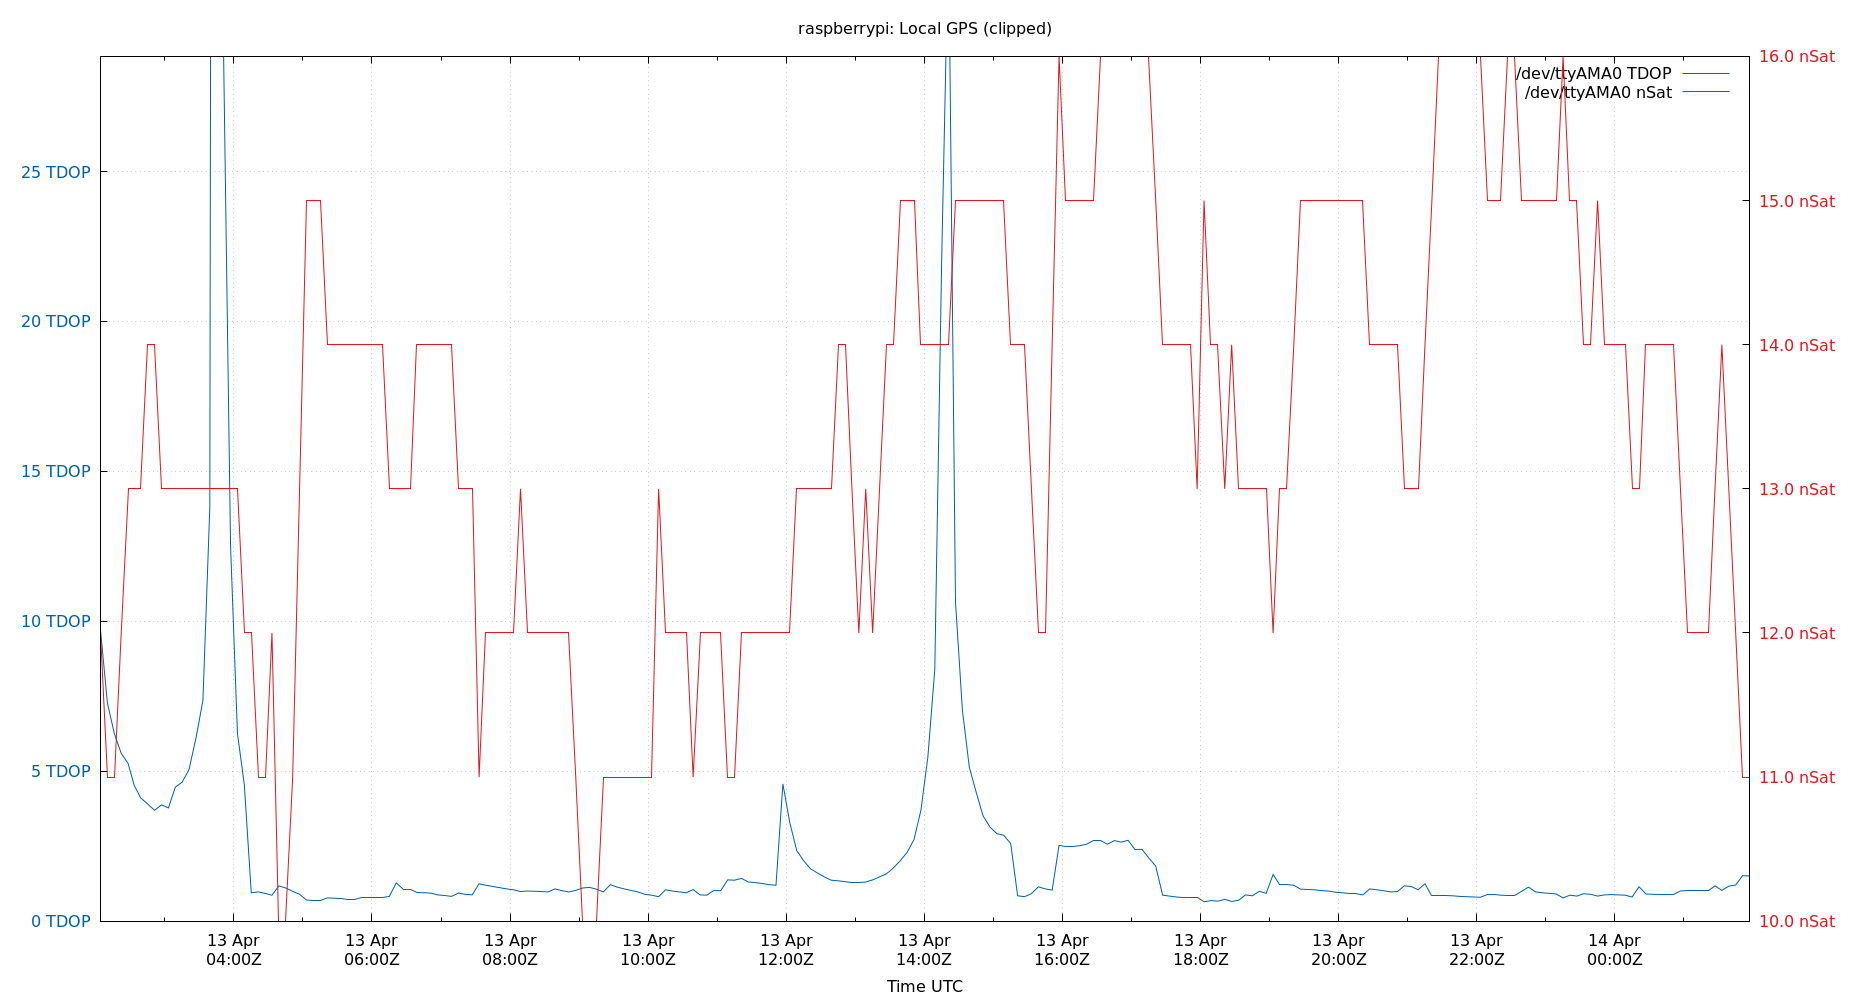 raspberrypi: Local GPS (clipped)
16.0 nSat
/dev/ttyAMA0 TDOP
/dev/ttyAMA0 nSat
25 TDOP
15.0 nSat
20 TDOP
14.0 nSat
15 TDOP
13.0 nSat
10 TDOP
12.0 nSat
5 TDOP
11.0 nSat
0 TDOP
10.0 nSat
13 Apr 13 Apr 13 Apr 13 Apr 13 Apr 13 Apr 13 Apr 13 Apr 13 Apr 13 Apr 14 Apr
04:00Z 06:00Z 08:00Z 10:00Z 12:00Z 14:00Z 16:00Z 18:00Z 20:00Z 22:00Z 00:00Z
Time UTC